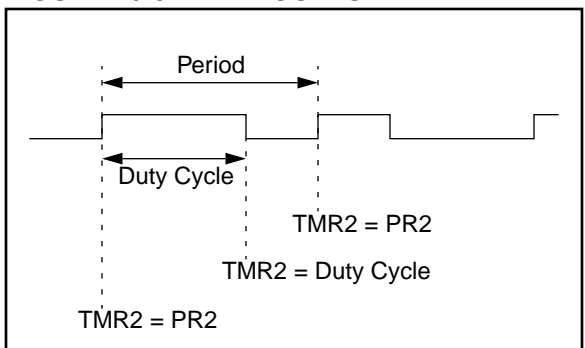 Period
Duty Cycle
TMR2 = PR2
TMR2 = Duty Cycle
TMR2 = PR2